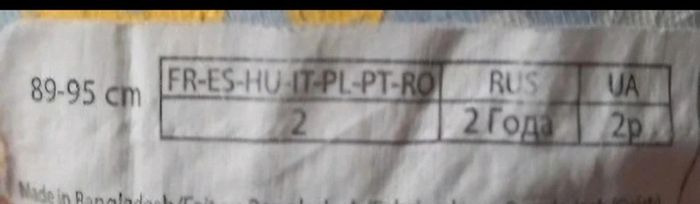 89-95 cm FR-ES-HU-IT-PL-PT-RO RUS UA
2 2 Года 2р
Made in Bangladesh/